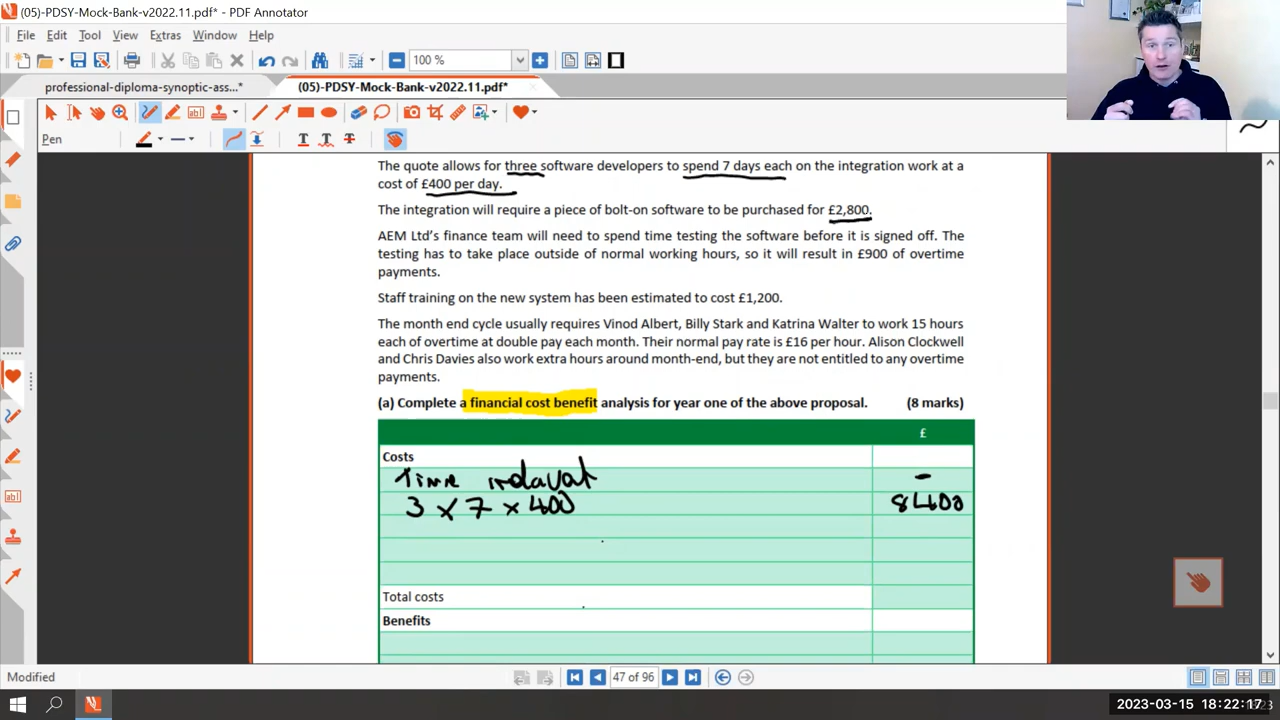 (05)-PDSY-Mock-Bank-v2022.11.pdf* - PDF Annotator
File Edit Tool View Extras Window Help
100 %
professional-diploma-synoptic-ass...* (05)-PDSY-Mock-Bank-v2022.11.pdf*
Pen
The quote allows for three software developers to spend 7 days each on the integration work at a
cost of £400 per day.
The integration will require a piece of bolt-on software to be purchased for £2,800.
AEM Ltd’s finance team will need to spend time testing the software before it is signed off. The
testing has to take place outside of normal working hours, so it will result in £900 of overtime
payments.
Staff training on the new system has been estimated to cost £1,200.
The month end cycle usually requires Vinod Albert, Billy Stark and Katrina Walter to work 15 hours
each of overtime at double pay each month. Their normal pay rate is £16 per hour. Alison Clockwell
and Chris Davies also work extra hours around month-end, but they are not entitled to any overtime
payments.
(a) Complete a financial cost benefit analysis for year one of the above proposal. (8 marks)
£
Costs
Time -
3 x 7 x 400 8400
Total costs
Benefits
Modified 47 of 96
2023-03-15 18:22:17